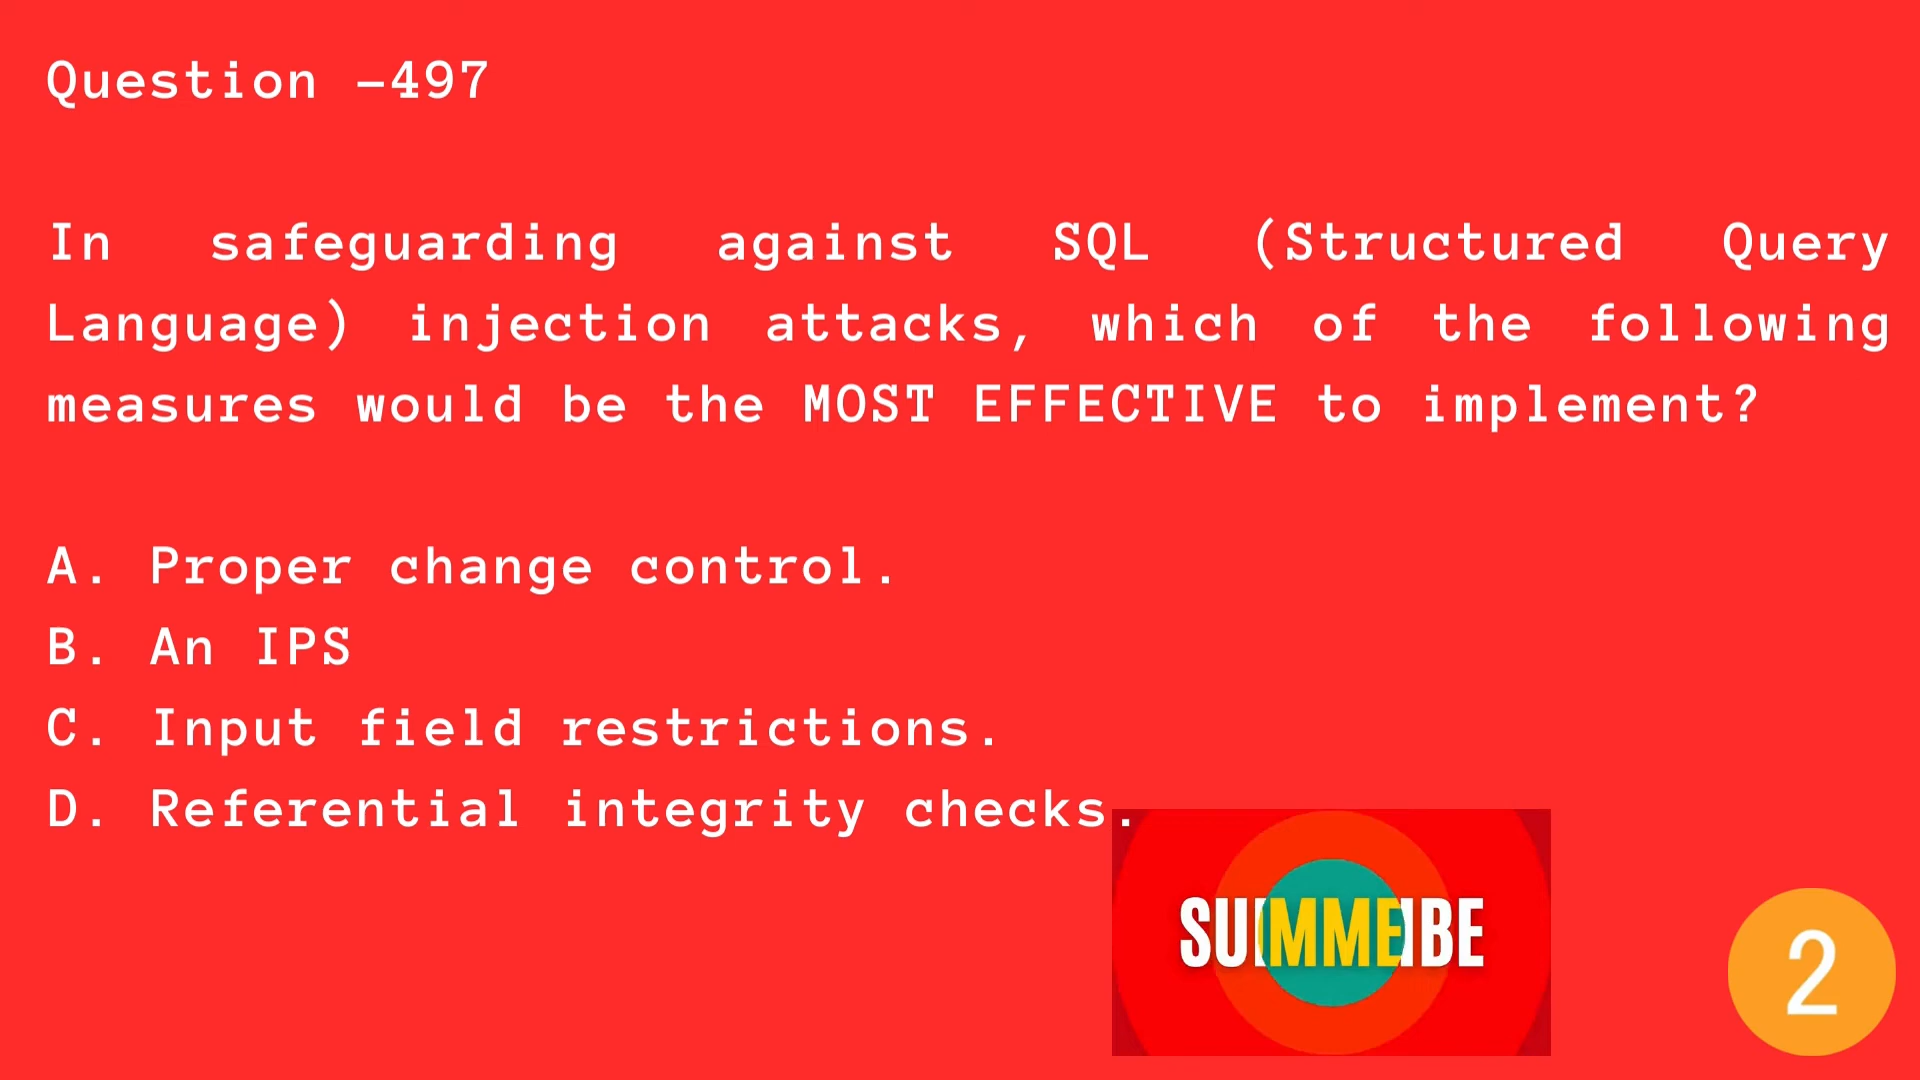 Question -497
In safeguarding against SQL (Structured Query
Language) injection attacks, which of the following
measures would be the MOST EFFECTIVE to implement?
A. Proper change control.
B. An IPS
C. Input field restrictions.
D. Referential integrity checks.
2